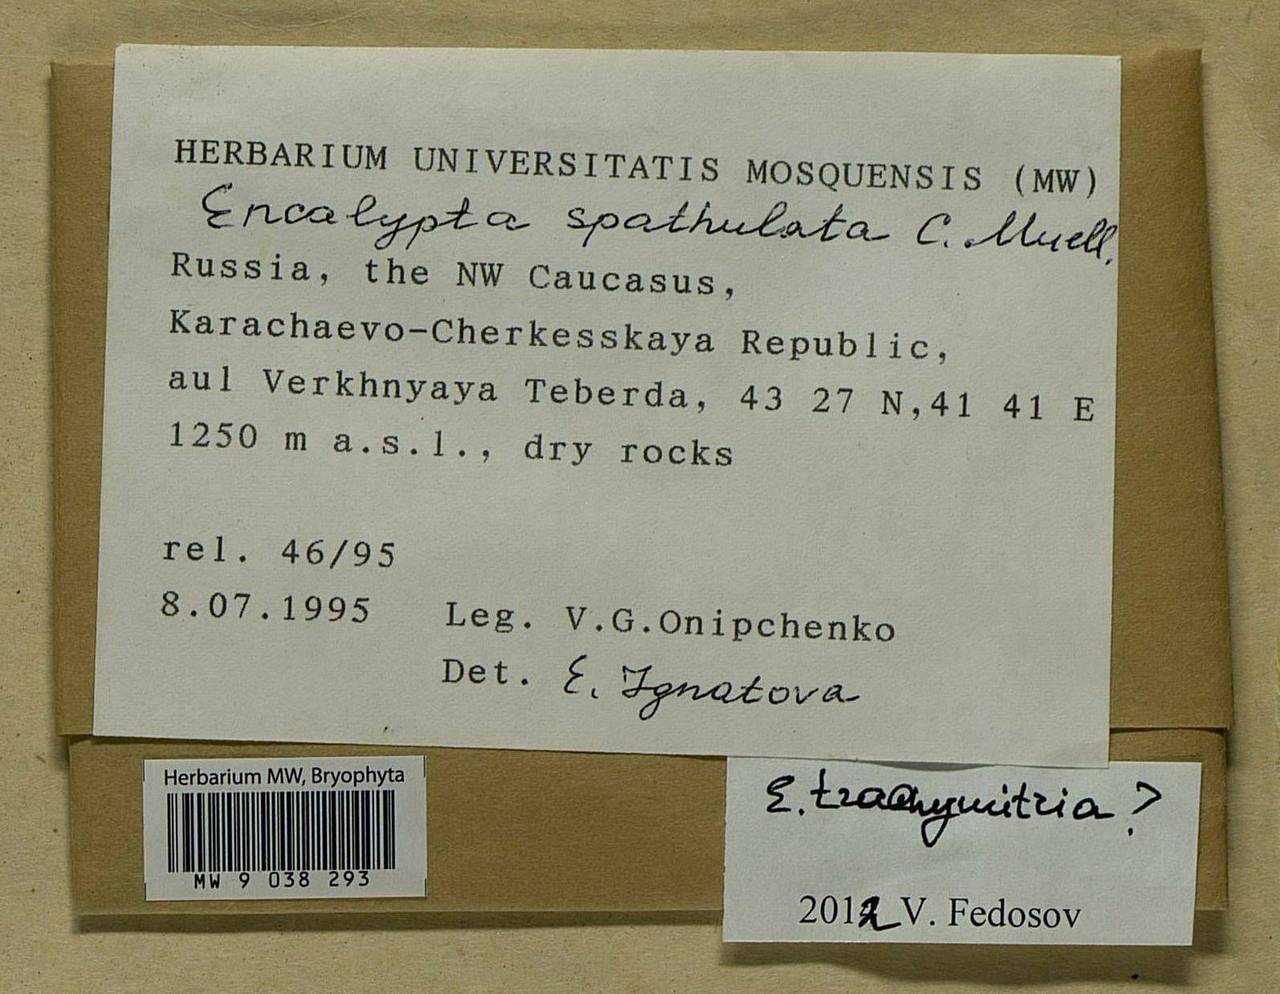 HERBARIUM UNIVERSITATIS MOSQUENSIS (MW)
Encalypta spathulata C. Muell.
Russia, the NW Caucasus,
Karachaevo-Cherkesskaya Republic,
aul Verkhnyaya Teberda, 43 27 N,41 41 E
1250 m a.s.l., dry rocks
rel. 46/95
8.07.1995 Leg. V.G.Onipchenko
Det. E. Ignatova
Herbarium MW, Bryophyta
MW 9 038 293
E. trachymitria ?
2012 V. Fedosov